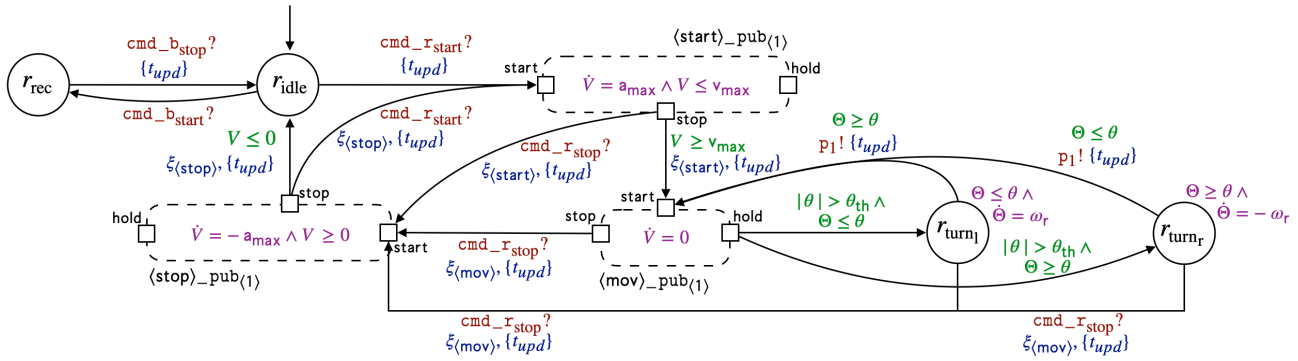 ⟨start⟩_pub⟨1⟩
cmd_b_stop?
{t_upd}
cmd_r_start?
{t_upd}
start
hold
r_rec
r_idle
V̇ = a_max ∧ V ≤ v_max
cmd_b_start?
cmd_r_start?
stop
Θ ≥ θ
Θ ≤ θ
V ≤ 0
ξ⟨stop⟩, {t_upd}
ξ⟨stop⟩, {t_upd}
cmd_r_stop?
ξ⟨start⟩, {t_upd}
V ≥ v_max
ξ⟨start⟩, {t_upd}
p₁! {t_upd}
p₁! {t_upd}
stop
start
|θ| > θ_th ∧
Θ ≤ θ
Θ ≤ θ ∧
Θ̇ = ω_r
Θ ≥ θ ∧
Θ̇ = − ω_r
hold
stop
hold
V̇ = − a_max ∧ V ≥ 0
start
V̇ = 0
r_turn_l
r_turn_r
cmd_r_stop?
ξ⟨mov⟩, {t_upd}
|θ| > θ_th ∧
Θ ≥ θ
⟨stop⟩_pub⟨1⟩
⟨mov⟩_pub⟨1⟩
cmd_r_stop?
ξ⟨mov⟩, {t_upd}
cmd_r_stop?
ξ⟨mov⟩, {t_upd}